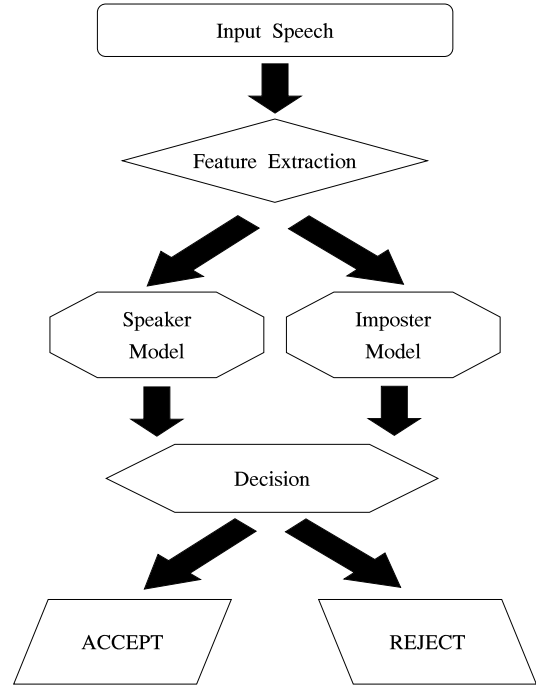 Input Speech
Feature Extraction
Speaker
Model
Imposter
Model
Decision
ACCEPT
REJECT